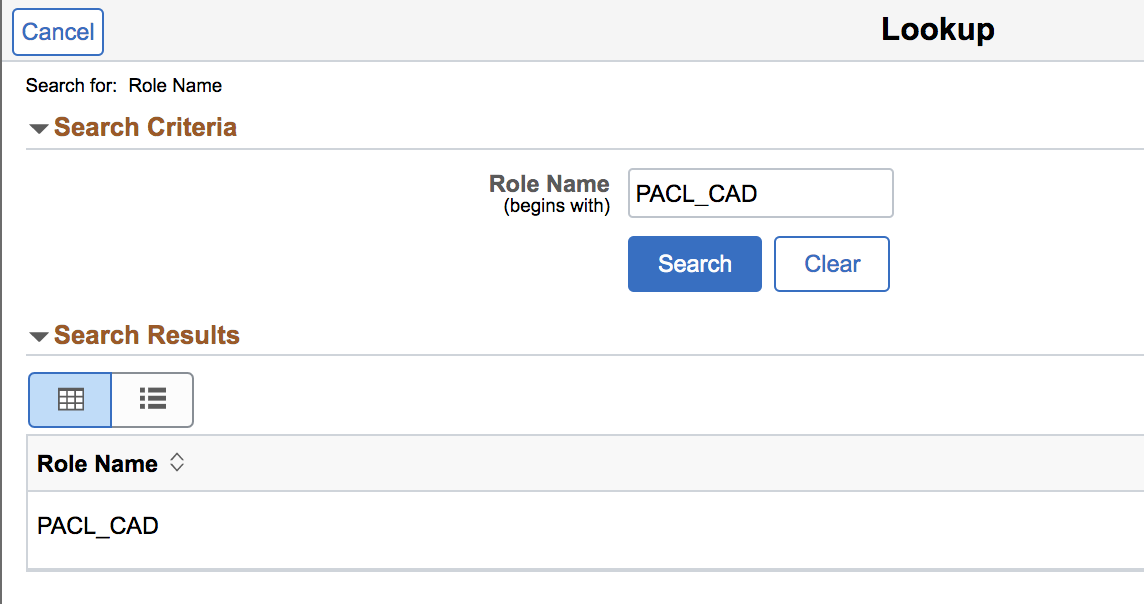 Cancel
Lookup
Search for: Role Name
Search Criteria
Role Name
(begins with)
PACL_CAD
Search
Clear
Search Results
Role Name
PACL_CAD